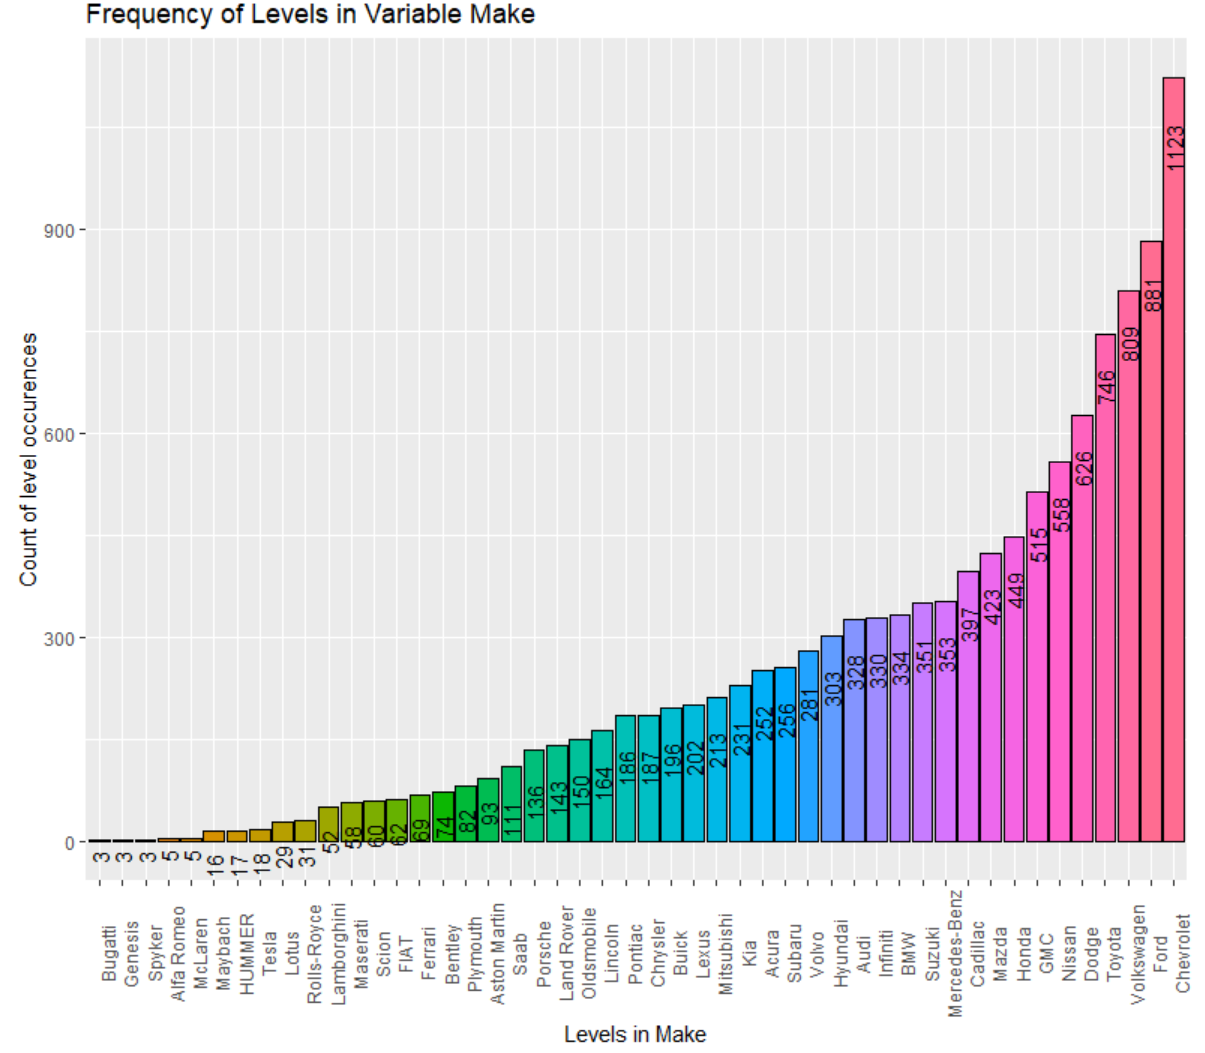 Frequency of Levels in Variable Make
Count of level occurences
900
600
300
0
3
3
3
5
5
16
17
18
29
31
52
58
60
62
69
74
82
93
111
136
143
150
164
186
187
196
202
213
231
252
256
281
303
328
330
334
351
353
397
423
449
515
558
626
746
809
881
1123
Bugatti
Genesis
Spyker
Alfa Romeo
McLaren
Maybach
HUMMER
Tesla
Lotus
Rolls-Royce
Lamborghini
Maserati
Scion
FIAT
Ferrari
Bentley
Plymouth
Aston Martin
Saab
Porsche
Land Rover
Oldsmobile
Lincoln
Pontiac
Chrysler
Buick
Lexus
Mitsubishi
Kia
Acura
Subaru
Volvo
Hyundai
Audi
Infiniti
BMW
Suzuki
Mercedes-Benz
Cadillac
Mazda
Honda
GMC
Nissan
Dodge
Toyota
Volkswagen
Ford
Chevrolet
Levels in Make